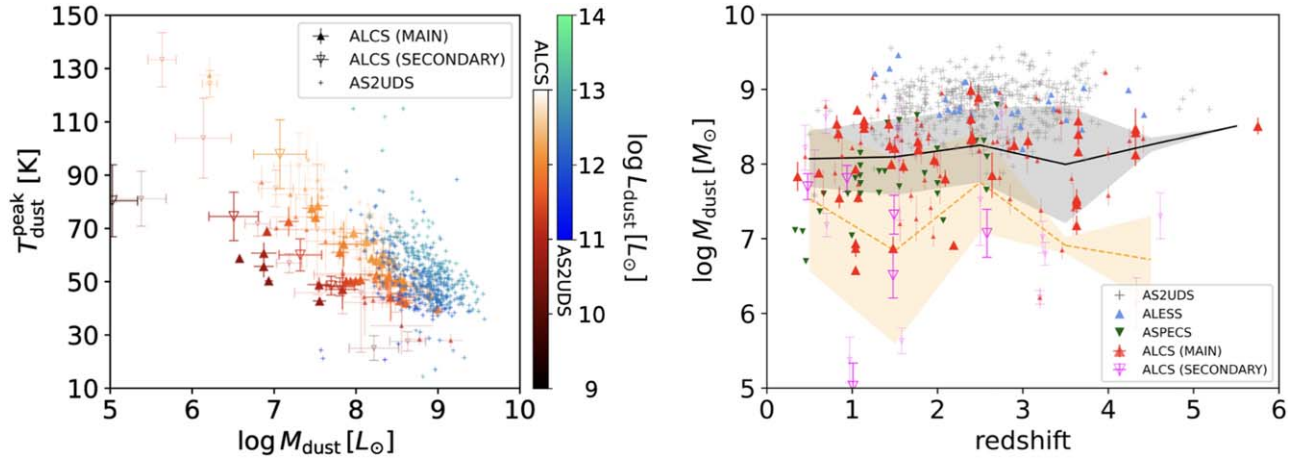 150
130
110
90
70
50
30
10
T_dust^peak [K]
5 6 7 8 9 10
log M_dust [L_⊙]
ALCS (MAIN)
ALCS (SECONDARY)
AS2UDS
ALCS
AS2UDS
14
13
12
11
10
9
log L_dust [L_⊙]
10
9
8
7
6
5
log M_dust [M_⊙]
0 1 2 3 4 5 6
redshift
AS2UDS
ALESS
ASPECS
ALCS (MAIN)
ALCS (SECONDARY)